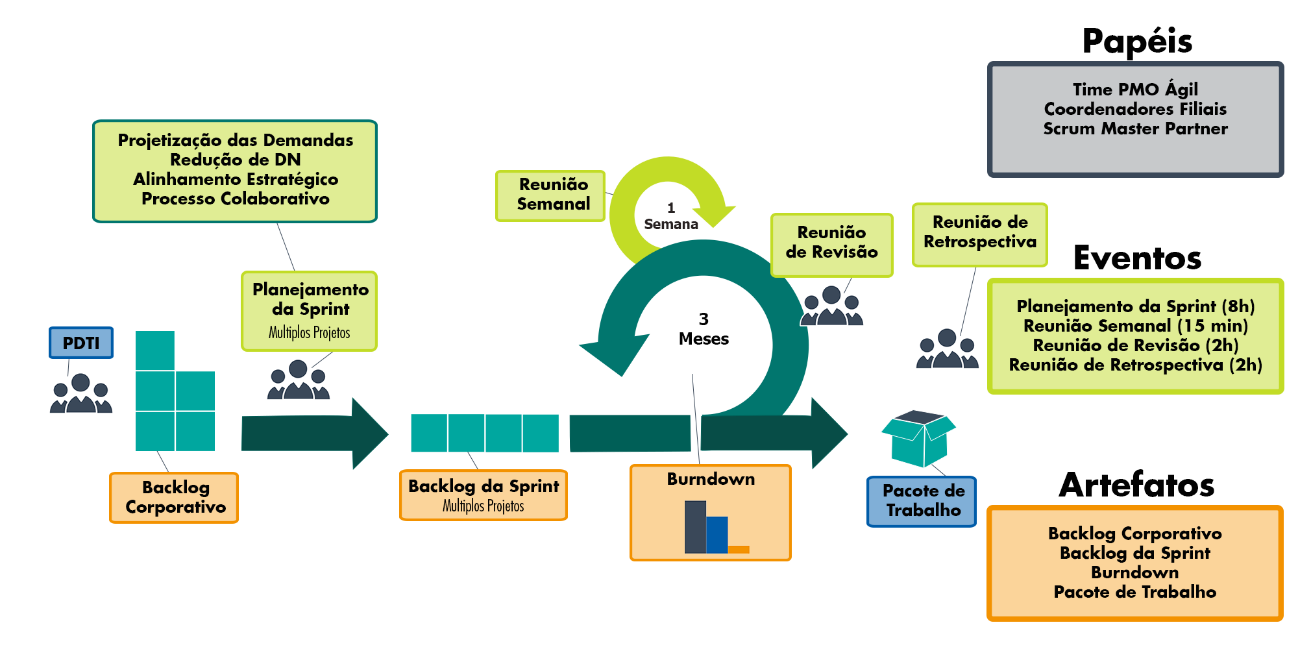 Papéis
Time PMO Ágil
Coordenadores Filiais
Scrum Master Partner
Projetização das Demandas
Redução de DN
Alinhamento Estratégico
Processo Colaborativo
Reunião
Semanal
1
Semana
Reunião
de Revisão
Reunião de
Retrospectiva
Eventos
Planejamento da Sprint (8h)
Reunião Semanal (15 min)
Reunião de Revisão (2h)
Reunião de Retrospectiva (2h)
Planejamento
da Sprint
Multiplos Projetos
PDTI
3
Meses
Backlog
Corporativo
Backlog da Sprint
Multiplos Projetos
Burndown
Pacote de
Trabalho
Artefatos
Backlog Corporativo
Backlog da Sprint
Burndown
Pacote de Trabalho